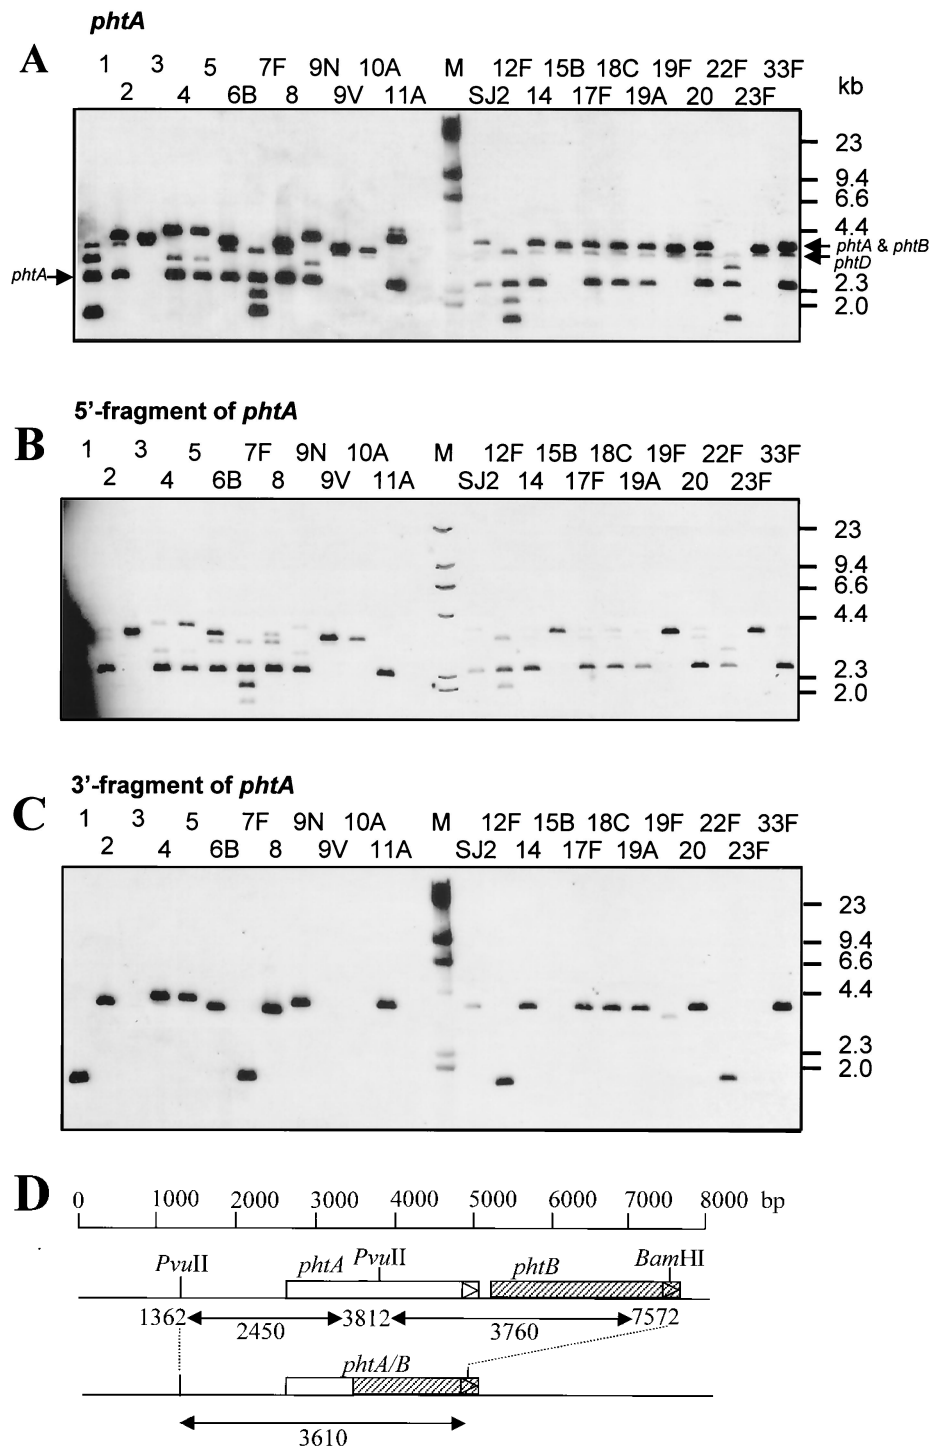 phtA
A
1 3 5 7F 9N 10A M 12F 15B 18C 19F 22F 33F
2 4 6B 8 9V 11A SJ2 14 17F 19A 20 23F
kb
23
9.4
6.6
4.4
phtA & phtB
phtD
phtA
2.3
2.0
5'-fragment of phtA
B
1 3 5 7F 9N 10A M 12F 15B 18C 19F 22F 33F
2 4 6B 8 9V 11A SJ2 14 17F 19A 20 23F
23
9.4
6.6
4.4
2.3
2.0
3'-fragment of phtA
C
1 3 5 7F 9N 10A M 12F 15B 18C 19F 22F 33F
2 4 6B 8 9V 11A SJ2 14 17F 19A 20 23F
23
9.4
6.6
4.4
2.3
2.0
D
0 1000 2000 3000 4000 5000 6000 7000 8000 bp
PvuII phtA PvuII phtB BamHI
1362 3812 7572
2450 3760
phtA/B
3610